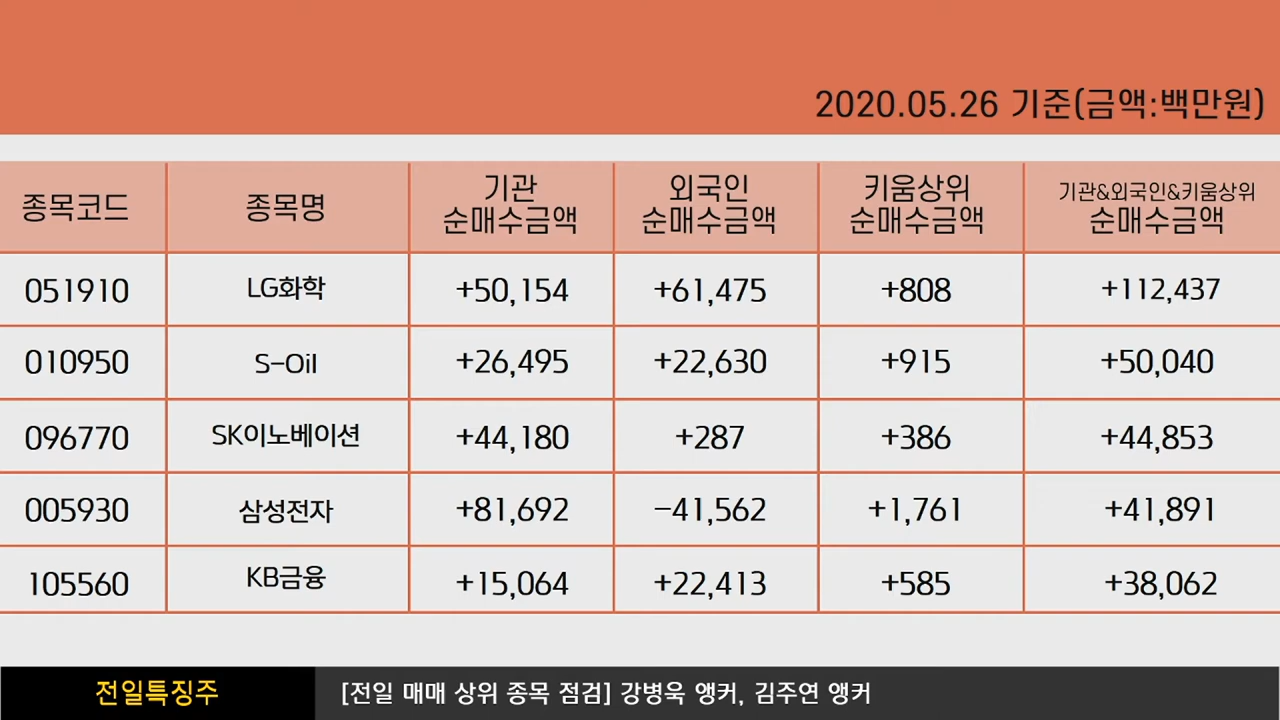 2020.05.26 기준(금액:백만원)
종목코드 종목명 기관 순매수금액 외국인 순매수금액 키움상위 순매수금액 기관&외국인&키움상위 순매수금액
051910 LG화학 +50,154 +61,475 +808 +112,437
010950 S-Oil +26,495 +22,630 +915 +50,040
096770 SK이노베이션 +44,180 +287 +386 +44,853
005930 삼성전자 +81,692 -41,562 +1,761 +41,891
105560 KB금융 +15,064 +22,413 +585 +38,062
전일특징주 [전일 매매 상위 종목 점검] 강병욱 앵커, 김주연 앵커